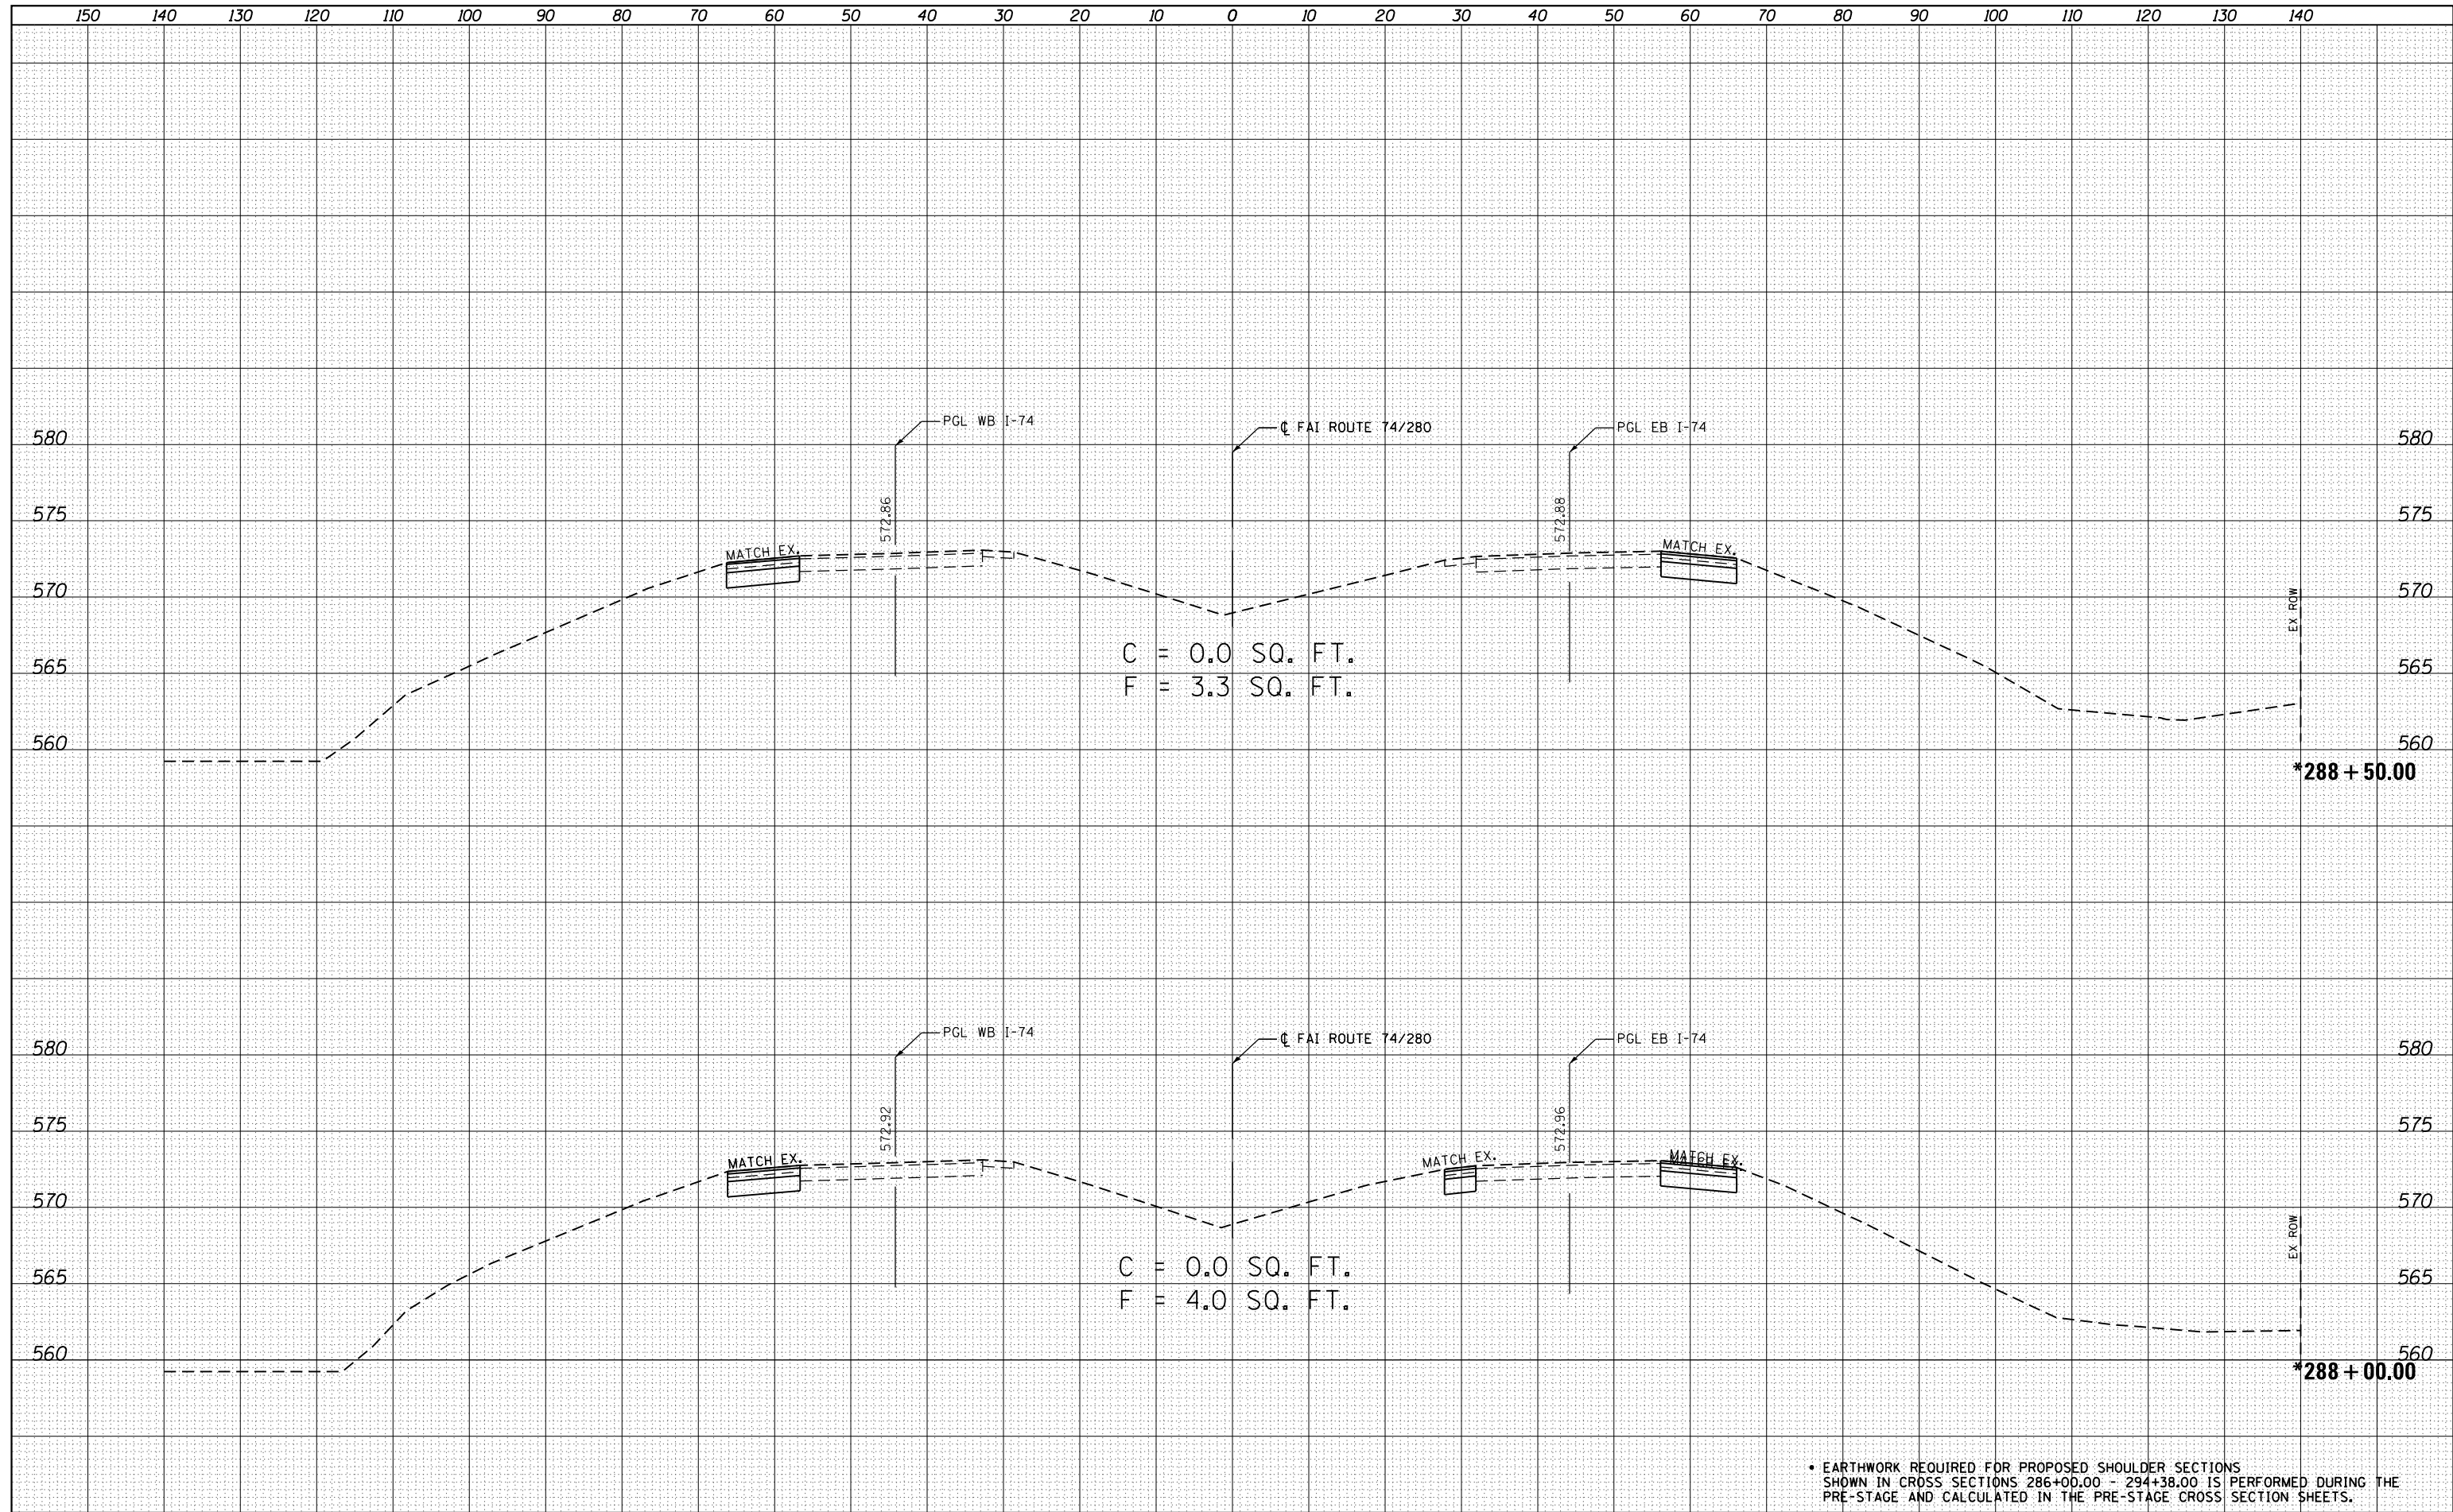 150 140 130 120 110 100 90 80 70 60 50 40 30 20 10 0 10 20 30 40 50 60 70 80 90 100 110 120 130 140
PGL WB I-74
℄ FAI ROUTE 74/280
PGL EB I-74
580 580
572.86
572.88
575 575
MATCH EX.
MATCH EX.
570 570
EX ROW
C = 0.0 SQ. FT.
565 565
F = 3.3 SQ. FT.
560 560
*288+50.00
PGL WB I-74
℄ FAI ROUTE 74/280
PGL EB I-74
580 580
572.92
572.96
575 575
MATCH EX.
MATCH EX.
MATCH EX.
570 570
EX ROW
C = 0.0 SQ. FT.
565 565
F = 4.0 SQ. FT.
560 560
*288+00.00
• EARTHWORK REQUIRED FOR PROPOSED SHOULDER SECTIONS
SHOWN IN CROSS SECTIONS 286+00.00 - 294+38.00 IS PERFORMED DURING THE
PRE-STAGE AND CALCULATED IN THE PRE-STAGE CROSS SECTION SHEETS.